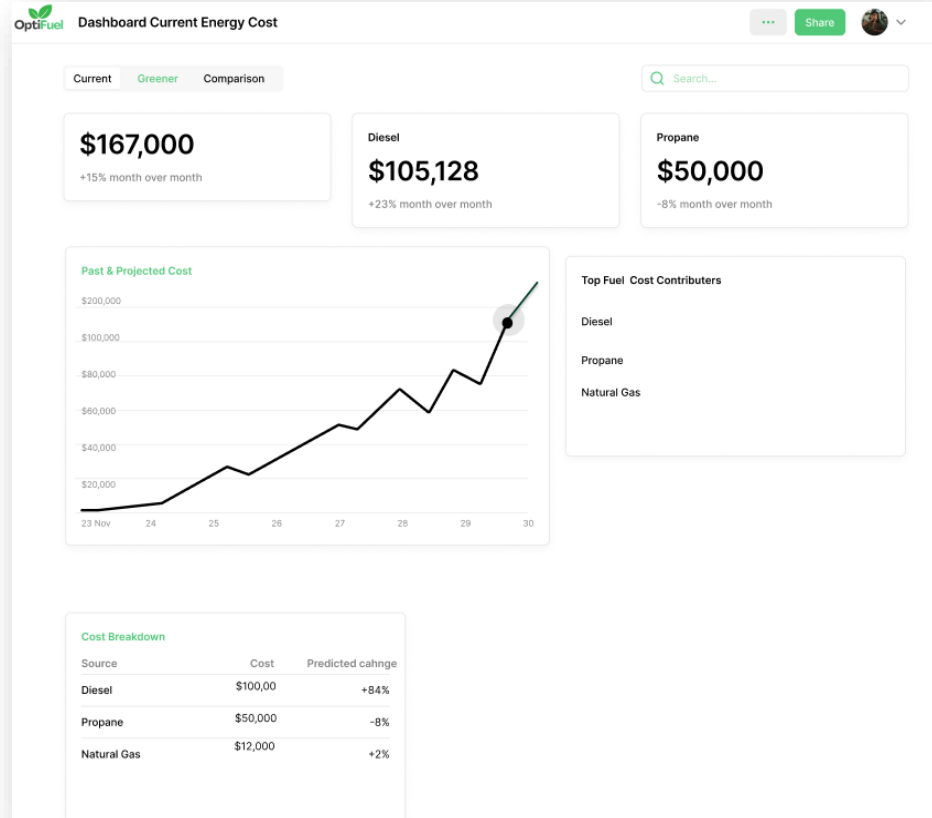 OptiFuel
Dashboard Current Energy Cost
...
Share
Current
Greener
Comparison
Search...
$167,000
+15% month over month
Diesel
$105,128
+23% month over month
Propane
$50,000
-8% month over month
Past & Projected Cost
$200,000
$100,000
$80,000
$60,000
$40,000
$20,000
23 Nov 24 25 26 27 28 29 30
Top Fuel Cost Contributers
Diesel
Propane
Natural Gas
Cost Breakdown
Source Cost Predicted cahnge
Diesel $100,00 +84%
Propane $50,000 -8%
Natural Gas $12,000 +2%